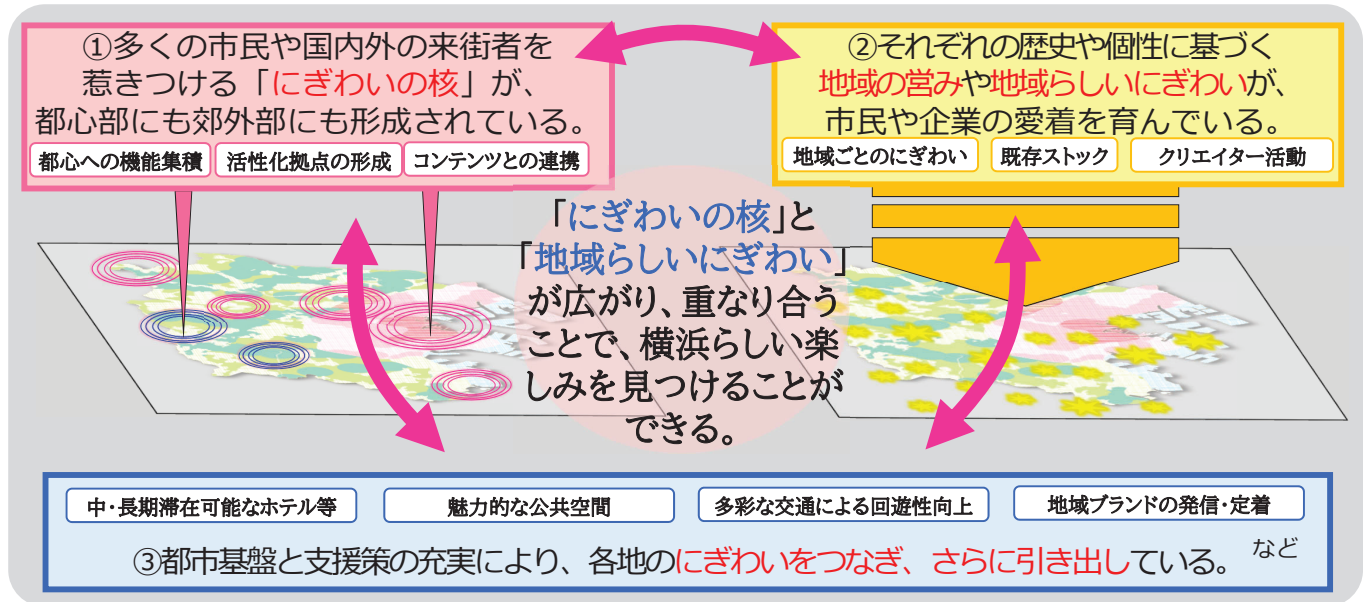 ①多くの市民や国内外の来街者を
惹きつける「にぎわいの核」が、
都心部にも郊外部にも形成されている。
都心への機能集積
活性化拠点の形成
コンテンツとの連携
②それぞれの歴史や個性に基づく
地域の営みや地域らしいにぎわいが、
市民や企業の愛着を育んでいる。
地域ごとのにぎわい
既存ストック
クリエイター活動
「にぎわいの核」と
「地域らしいにぎわい」
が広がり、重なり合う
ことで、横浜らしい楽
しみを見つけることが
できる。
中・長期滞在可能なホテル等
魅力的な公共空間
多彩な交通による回遊性向上
地域ブランドの発信・定着
③都市基盤と支援策の充実により、各地のにぎわいをつなぎ、さらに引き出している。 など